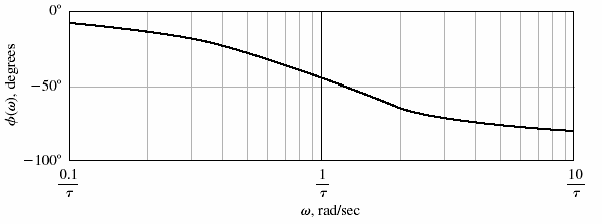 0°
−50°
−100°
ϕ(ω), degrees
0.1
τ
1
τ
10
τ
ω, rad/sec